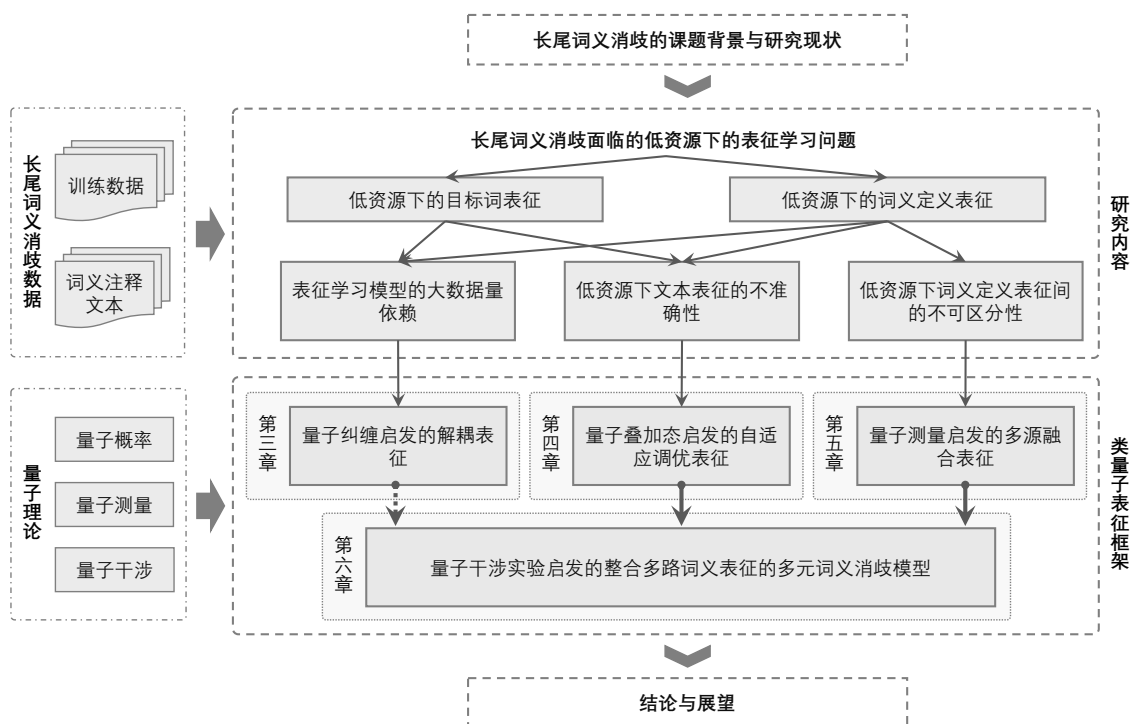 长尾词义消歧的课题背景与研究现状
长尾词义消歧数据
训练数据
词义注释
文本
长尾词义消歧面临的低资源下的表征学习问题
低资源下的目标词表征
低资源下的词义定义表征
表征学习模型的大数据量
依赖
低资源下文本表征的不准
确性
低资源下词义定义表征间
的不可区分性
研究内容
量子理论
量子概率
量子测量
量子干涉
第三章
量子纠缠启发的解耦表
征
第四章
量子叠加态启发的自适
应调优表征
第五章
量子测量启发的多源融
合表征
第六章
量子干涉实验启发的整合多路词义表征的多元词义消歧模型
类量子表征框架
结论与展望